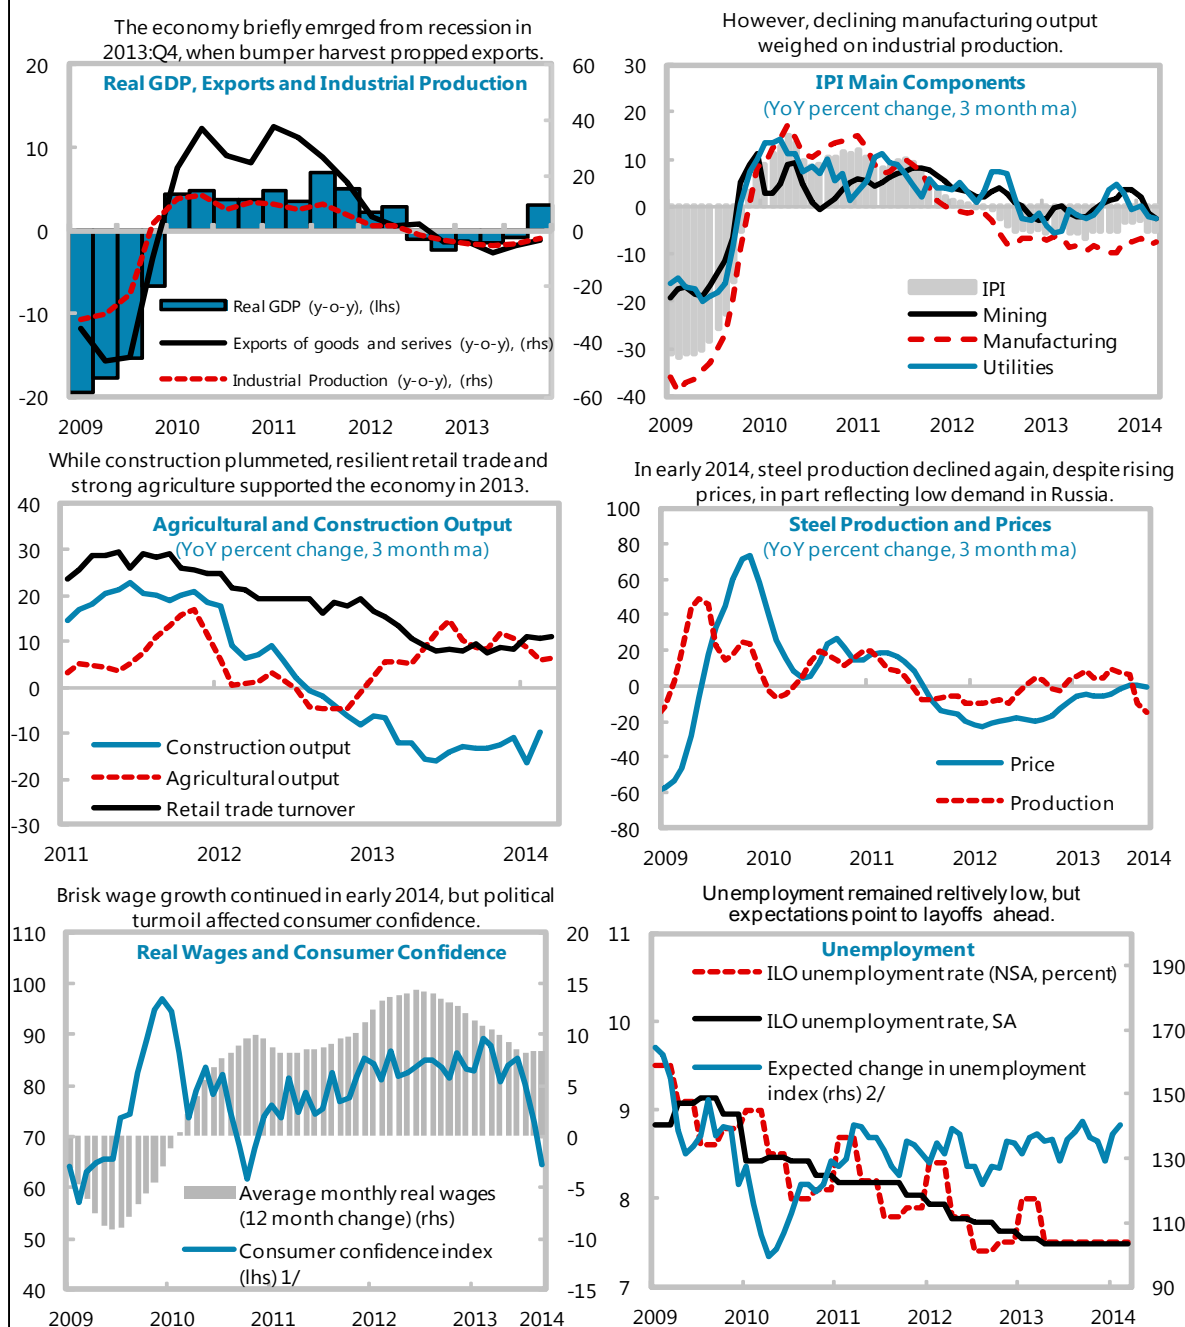 The economy briefly emrged from recession in
2013:Q4, when bumper harvest propped exports.
Real GDP, Exports and Industrial Production
20
10
0
-10
-20
60
40
20
0
-20
-40
-60
Real GDP (y-o-y), (lhs)
Exports of goods and serives (y-o-y), (rhs)
Industrial Production (y-o-y), (rhs)
2009 2010 2011 2012 2013
However, declining manufacturing output
weighed on industrial production.
IPI Main Components
(YoY percent change, 3 month ma)
30
20
10
0
-10
-20
-30
-40
IPI
Mining
Manufacturing
Utilities
2009 2010 2011 2012 2013 2014
While construction plummeted, resilient retail trade and
strong agriculture supported the economy in 2013.
Agricultural and Construction Output
(YoY percent change, 3 month ma)
40
30
20
10
0
-10
-20
-30
Construction output
Agricultural output
Retail trade turnover
2011 2012 2013 2014
In early 2014, steel production declined again, despite rising
prices, in part reflecting low demand in Russia.
Steel Production and Prices
(YoY percent change, 3 month ma)
100
80
60
40
20
0
-20
-40
-60
-80
Price
Production
2009 2010 2011 2012 2013 2014
Brisk wage growth continued in early 2014, but political
turmoil affected consumer confidence.
Real Wages and Consumer Confidence
110
100
90
80
70
60
50
40
20
15
10
5
0
-5
-10
-15
Average monthly real wages
(12 month change) (rhs)
Consumer confidence index
(lhs) 1/
2009 2010 2011 2012 2013 2014
Unemployment remained reltively low, but
expectations point to layoffs ahead.
Unemployment
11
10
9
8
7
190
170
150
130
110
90
ILO unemployment rate (NSA, percent)
ILO unemployment rate, SA
Expected change in unemployment
index (rhs) 2/
2009 2010 2011 2012 2013 2014